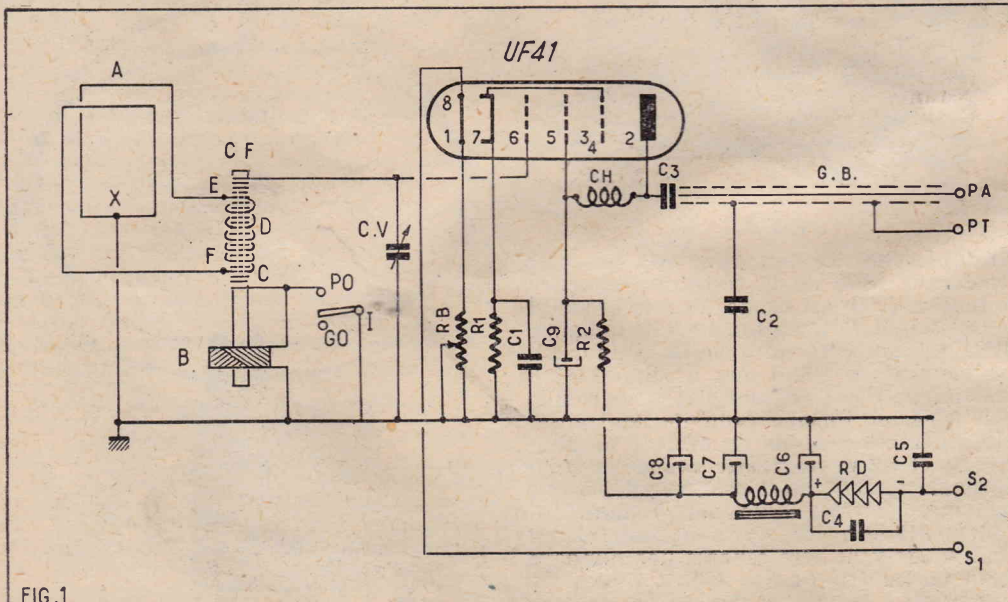 UF41
A
8
1
7
6
5
3
4
2
C F
E
D
F
C
X
C.V
CH
C3
G.B.
PA
PT
PO
I
GO
B
RB
R1
C1
C9
R2
C2
C8
C7
C6
+
RD
-
C5
C4
S2
S1
FIG.1